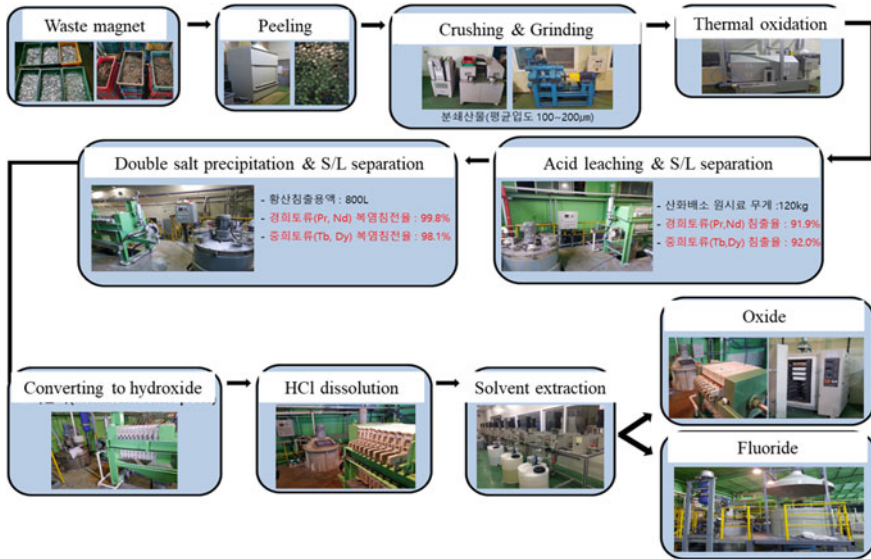 Waste magnet
Peeling
Crushing & Grinding
분쇄산물(평균입도 100~200μm)
Thermal oxidation
Acid leaching & S/L separation
- 산화배소 원시료 무게 :120kg
- 경희토류(Pr,Nd) 침출율 : 91.9%
- 중희토류(Tb,Dy) 침출율 : 92.0%
Double salt precipitation & S/L separation
- 황산침출용액 : 800L
- 경희토류(Pr, Nd) 복염침전율 : 99.8%
- 중희토류(Tb, Dy) 복염침전율 : 98.1%
Converting to hydroxide
HCl dissolution
Solvent extraction
Oxide
Fluoride